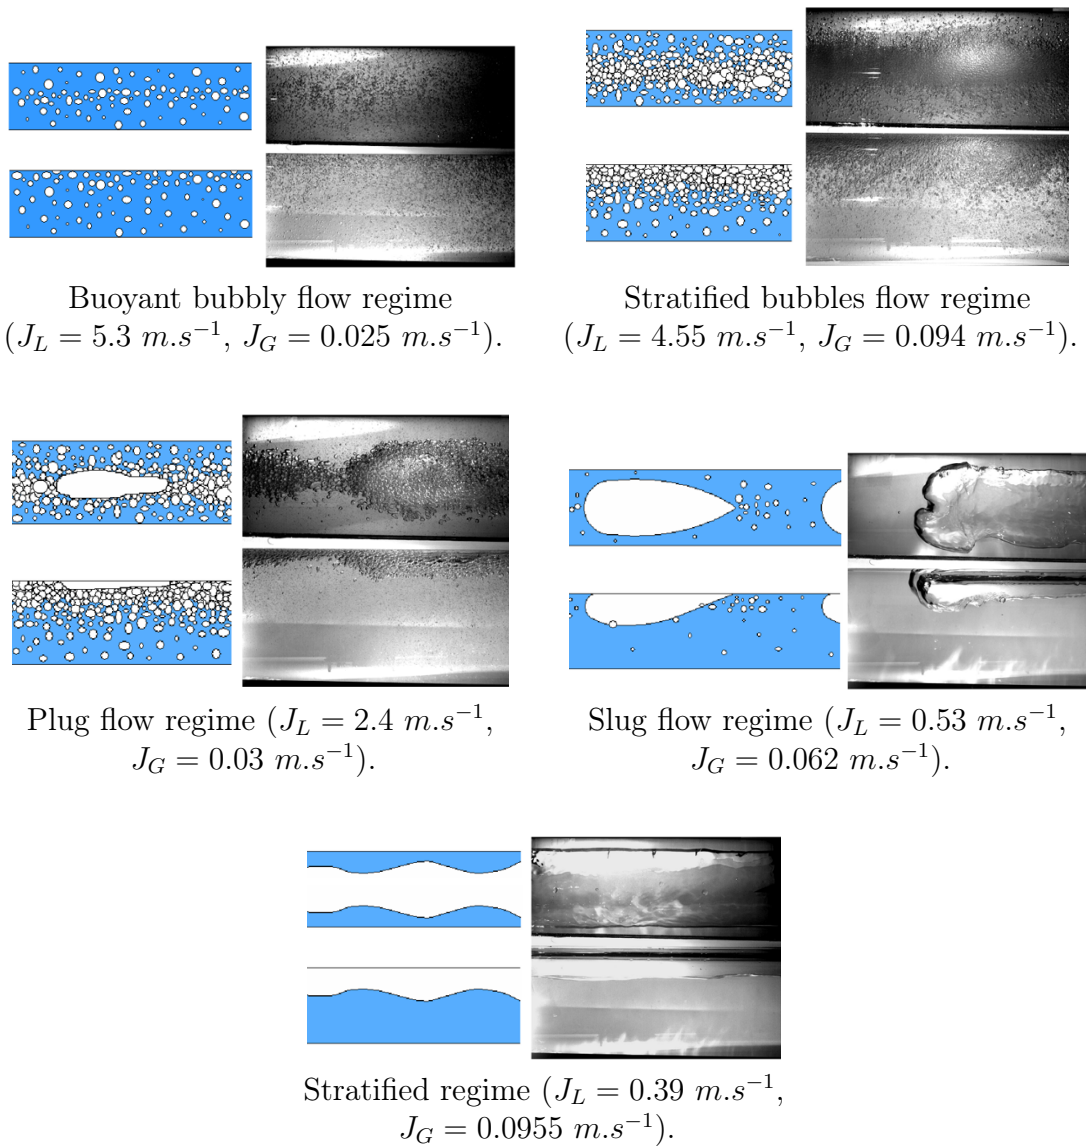 Buoyant bubbly flow regime
(J_L = 5.3 m.s⁻¹, J_G = 0.025 m.s⁻¹).
Stratified bubbles flow regime
(J_L = 4.55 m.s⁻¹, J_G = 0.094 m.s⁻¹).
Plug flow regime (J_L = 2.4 m.s⁻¹,
J_G = 0.03 m.s⁻¹).
Slug flow regime (J_L = 0.53 m.s⁻¹,
J_G = 0.062 m.s⁻¹).
Stratified regime (J_L = 0.39 m.s⁻¹,
J_G = 0.0955 m.s⁻¹).